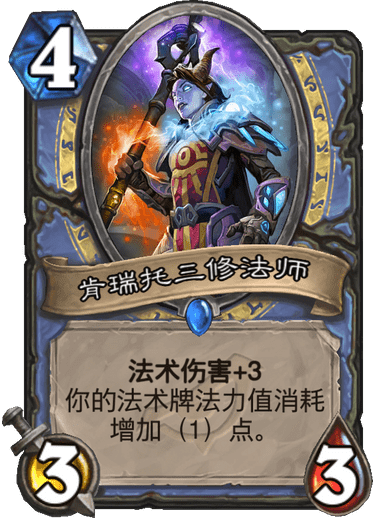 4
肯瑞托三修法师
法术伤害+3
你的法术牌法力值消耗
增加（1）点。
3
3